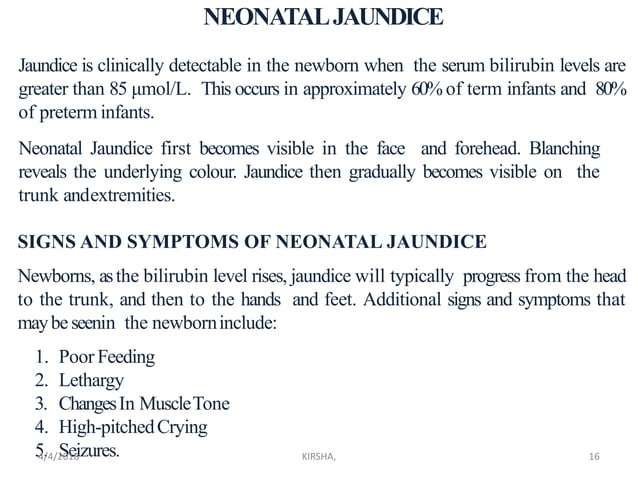 NEONATAL JAUNDICE
Jaundice is clinically detectable in the newborn when the serum bilirubin levels are
greater than 85 μmol/L. This occurs in approximately 60% of term infants and 80%
of preterm infants.
Neonatal Jaundice first becomes visible in the face and forehead. Blanching
reveals the underlying colour. Jaundice then gradually becomes visible on the
trunk andextremities.
SIGNS AND SYMPTOMS OF NEONATAL JAUNDICE
Newborns, as the bilirubin level rises, jaundice will typically progress from the head
to the trunk, and then to the hands and feet. Additional signs and symptoms that
may be seenin the newborn include:
1. Poor Feeding
2. Lethargy
3. Changes In Muscle Tone
4. High-pitched Crying
5. Seizures.
KIRSHA, 16